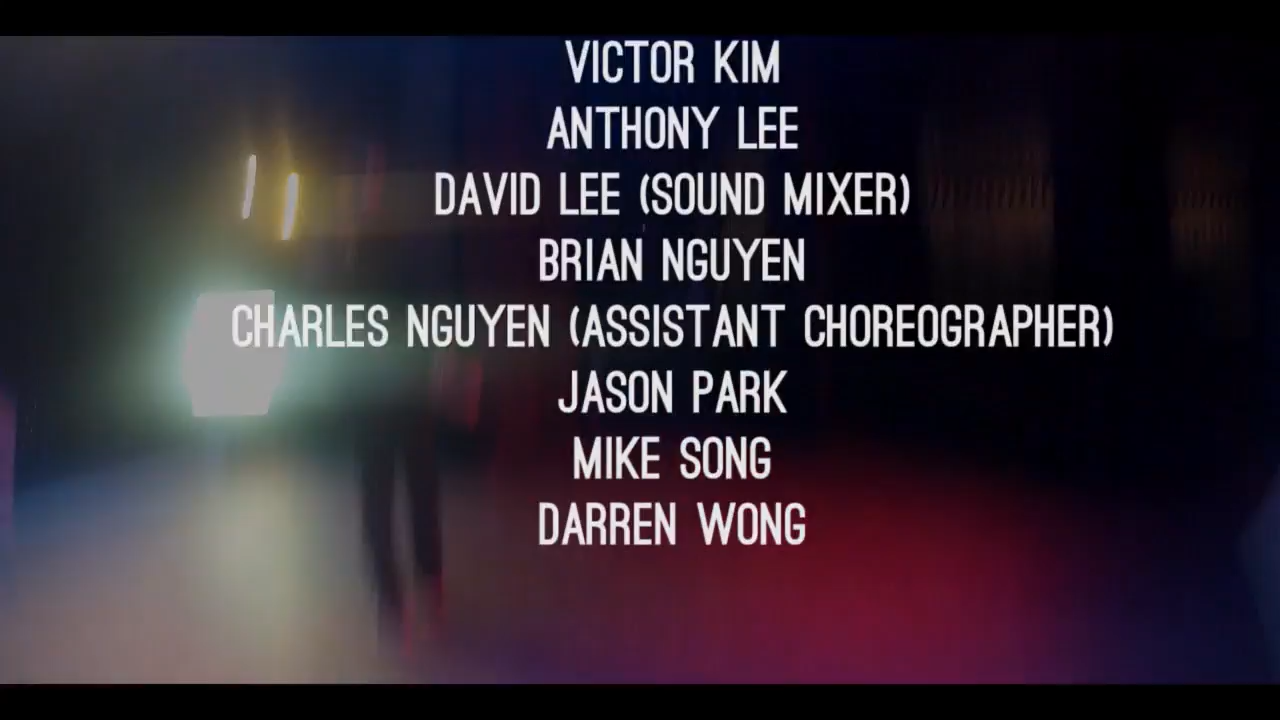 VICTOR KIM
ANTHONY LEE
DAVID LEE (SOUND MIXER)
BRIAN NGUYEN
CHARLES NGUYEN (ASSISTANT CHOREOGRAPHER)
JASON PARK
MIKE SONG
DARREN WONG